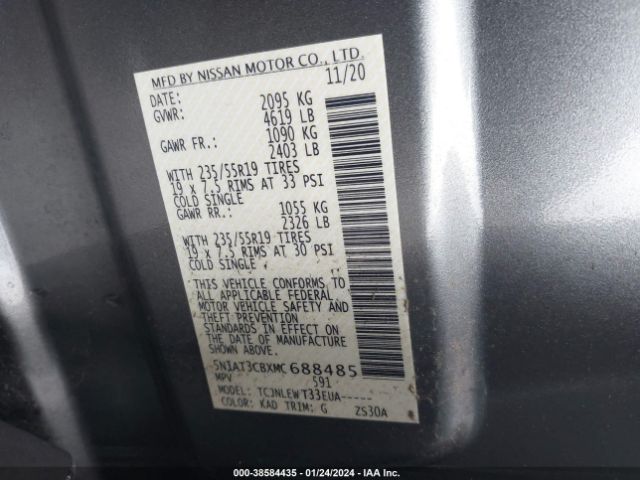 MFD BY NISSAN MOTOR CO., LTD.
DATE: 11/20
GVWR: 2095 KG
4619 LB
GAWR FR.: 1090 KG
2403 LB
WITH 235/55R19 TIRES
19 x 7.5 RIMS AT 33 PSI
COLD SINGLE
GAWR RR.: 1055 KG
2326 LB
WITH 235/55R19 TIRES
19 x 7.5 RIMS AT 30 PSI
COLD SINGLE
THIS VEHICLE CONFORMS TO
ALL APPLICABLE FEDERAL
MOTOR VEHICLE SAFETY AND
THEFT PREVENTION
STANDARDS IN EFFECT ON
THE DATE OF MANUFACTURE
SHOWN ABOVE.
5N1AT3CBXMC 688485
MPV 591
MODEL: TCJNLEWT33EUA-----
COLOR: KAD TRIM: G ZS30A
© - 38584435 - 01/24/2024 - IAA Inc.